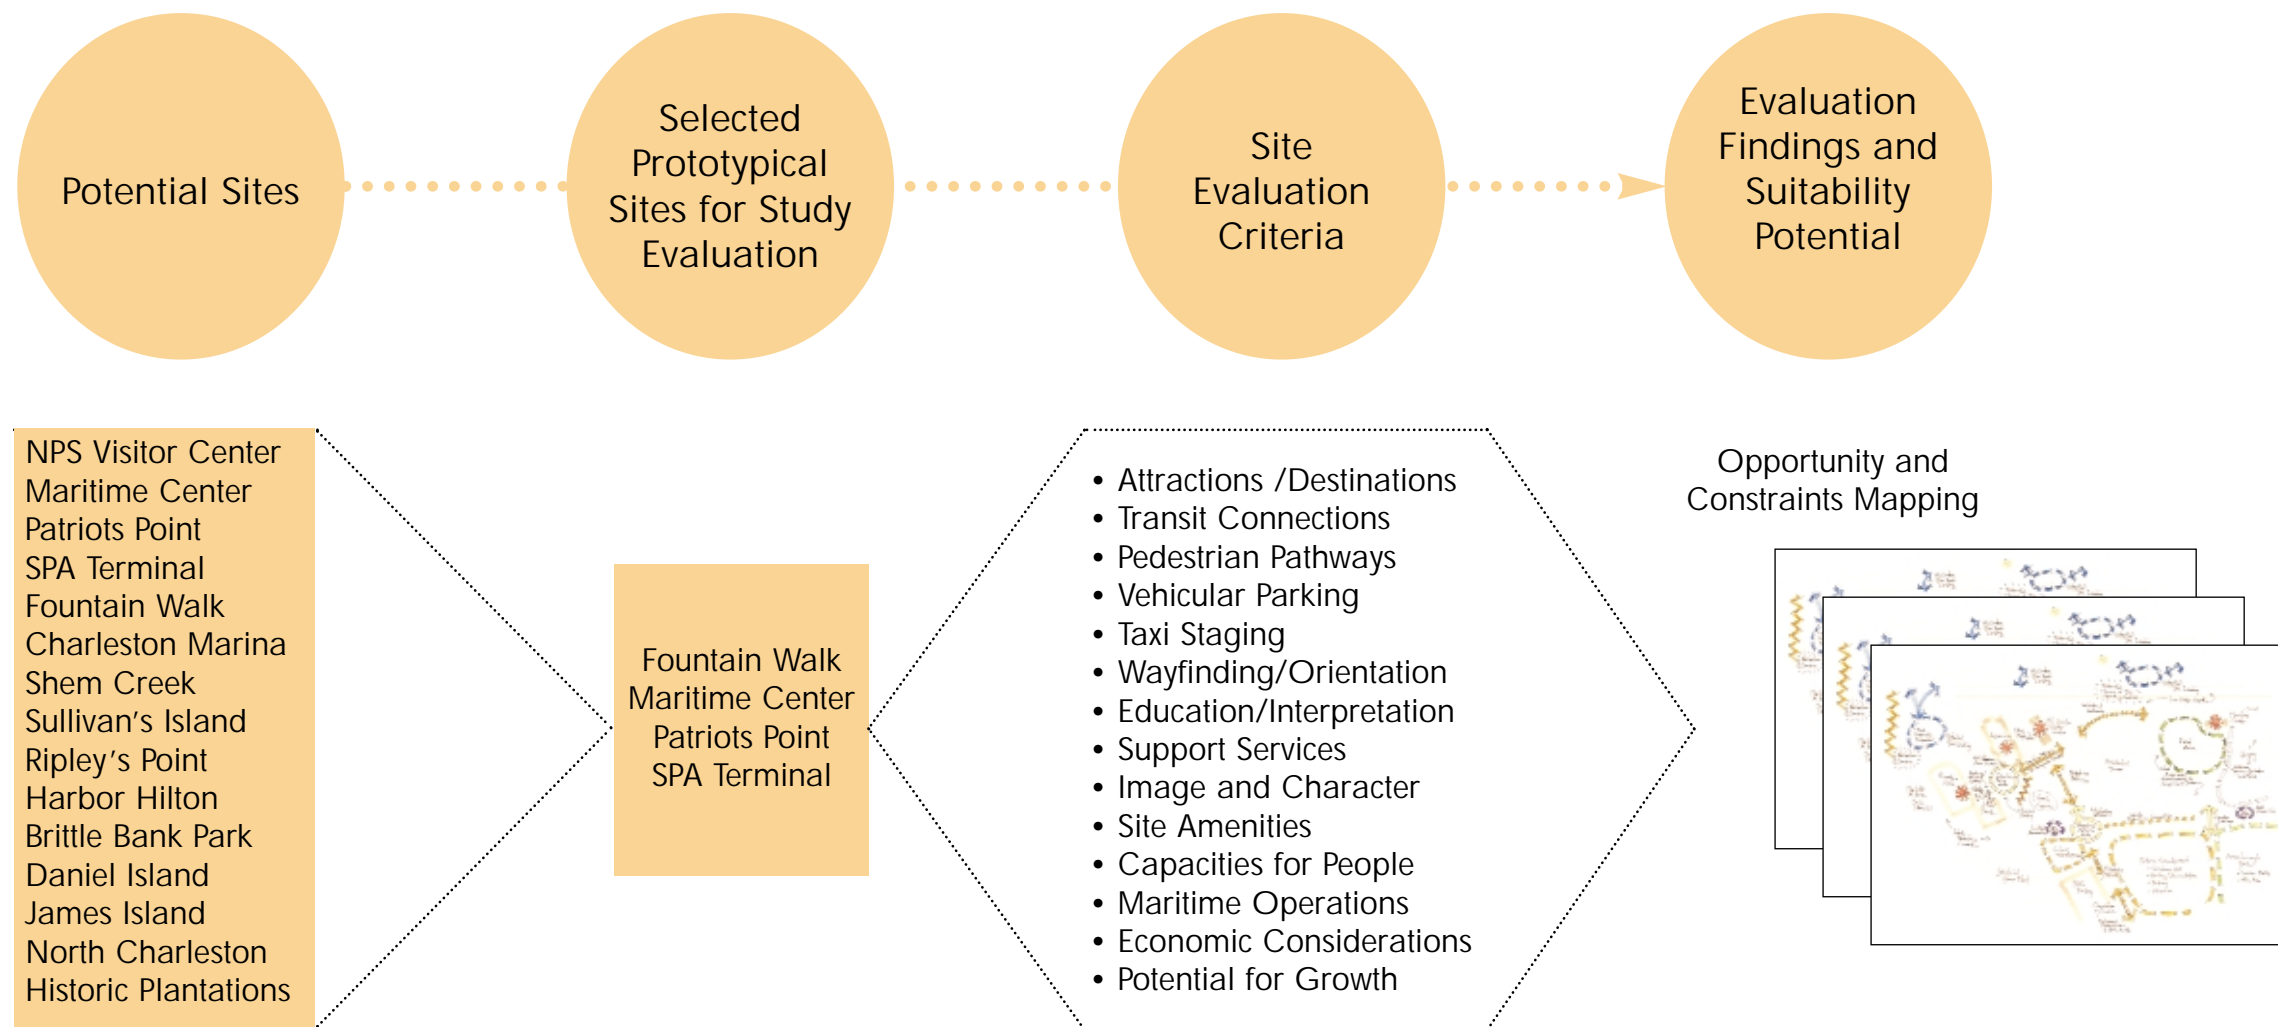 Potential Sites
Selected
Prototypical
Sites for Study
Evaluation
Site
Evaluation
Criteria
Evaluation
Findings and
Suitability
Potential
NPS Visitor Center
Maritime Center
Patriots Point
SPA Terminal
Fountain Walk
Charleston Marina
Shem Creek
Sullivan's Island
Ripley's Point
Harbor Hilton
Brittle Bank Park
Daniel Island
James Island
North Charleston
Historic Plantations
Fountain Walk
Maritime Center
Patriots Point
SPA Terminal
• Attractions /Destinations
• Transit Connections
• Pedestrian Pathways
• Vehicular Parking
• Taxi Staging
• Wayfinding/Orientation
• Education/Interpretation
• Support Services
• Image and Character
• Site Amenities
• Capacities for People
• Maritime Operations
• Economic Considerations
• Potential for Growth
Opportunity and
Constraints Mapping